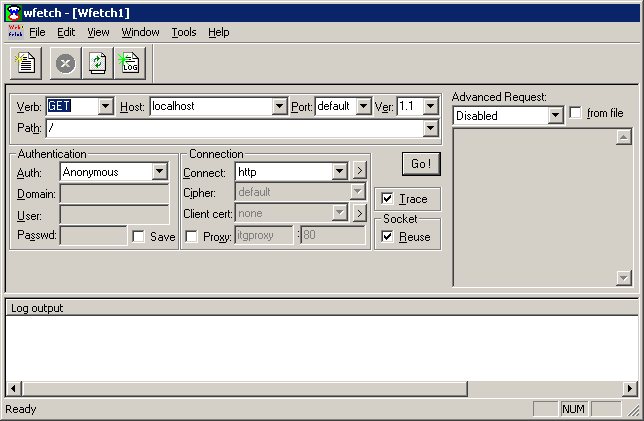 wfetch - [Wfetch1]
File Edit View Window Tools Help
LOG
Verb: GET Host: localhost Port: default Ver: 1.1
Path: /
Advanced Request:
Disabled from file
Authentication
Auth: Anonymous
Domain:
User:
Passwd: Save
Connection
Connect: http >
Cipher: default
Client cert: none >
Proxy: itgproxy : 80
Go !
Trace
Socket
Reuse
Log output
Ready NUM